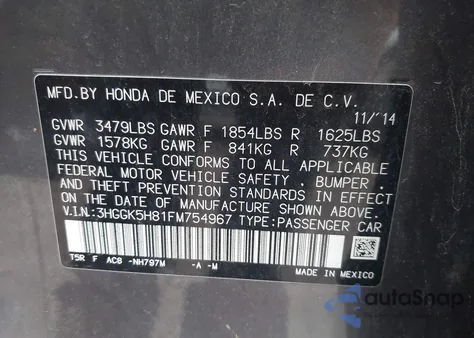 MFD.BY HONDA DE MEXICO S.A. DE C.V.
11/'14
GVWR 3479LBS GAWR F 1854LBS R 1625LBS
GVWR 1578KG GAWR F 841KG R 737KG
THIS VEHICLE CONFORMS TO ALL APPLICABLE
FEDERAL MOTOR VEHICLE SAFETY , BUMPER ,
AND THEFT PREVENTION STANDARDS IN EFFECT
ON THE DATE OF MANUFACTURE SHOWN ABOVE.
V.I.N.:3HGGK5H81FM754967 TYPE:PASSENGER CAR
T5R F AC8 -NH797M -A -M
MADE IN MEXICO
autoSnap